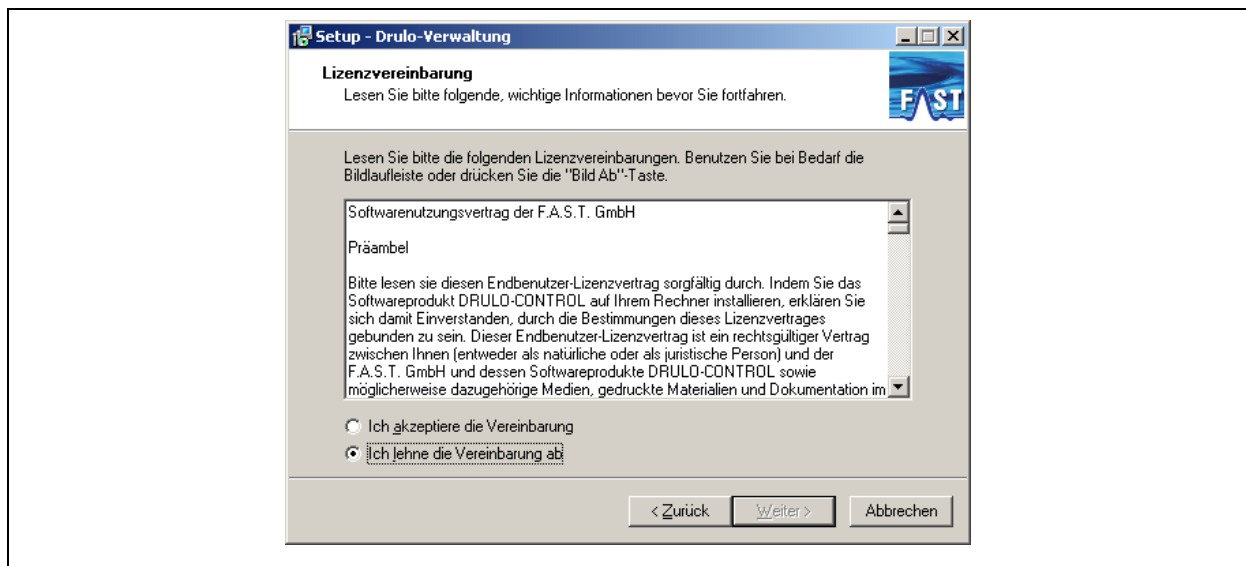 Setup - Drulo-Verwaltung
Lizenzvereinbarung
Lesen Sie bitte folgende, wichtige Informationen bevor Sie fortfahren.
FAST
Lesen Sie bitte die folgenden Lizenzvereinbarungen. Benutzen Sie bei Bedarf die
Bildlaufleiste oder drücken Sie die "Bild Ab"-Taste.
Softwarenutzungsvertrag der F.A.S.T. GmbH
Präambel
Bitte lesen sie diesen Endbenutzer-Lizenzvertrag sorgfältig durch. Indem Sie das
Softwareprodukt DRULO-CONTROL auf Ihrem Rechner installieren, erklären Sie
sich damit Einverstanden, durch die Bestimmungen dieses Lizenzvertrages
gebunden zu sein. Dieser Endbenutzer-Lizenzvertrag ist ein rechtsgültiger Vertrag
zwischen Ihnen (entweder als natürliche oder als juristische Person) und der
F.A.S.T. GmbH und dessen Softwareprodukte DRULO-CONTROL sowie
möglicherweise dazugehörige Medien, gedruckte Materialien und Dokumentation im
Ich akzeptiere die Vereinbarung
Ich lehne die Vereinbarung ab
< Zurück
Weiter >
Abbrechen